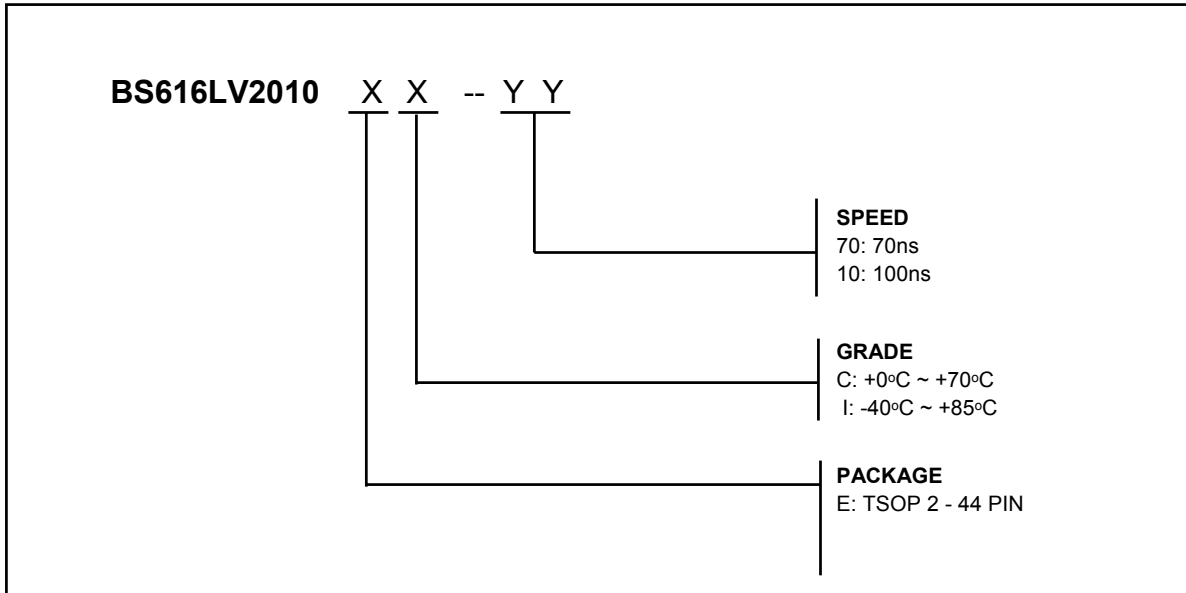 BS616LV2010 X X -- Y Y
SPEED
70: 70ns
10: 100ns
GRADE
C: +0oC ~ +70oC
I: -40oC ~ +85oC
PACKAGE
E: TSOP 2 - 44 PIN